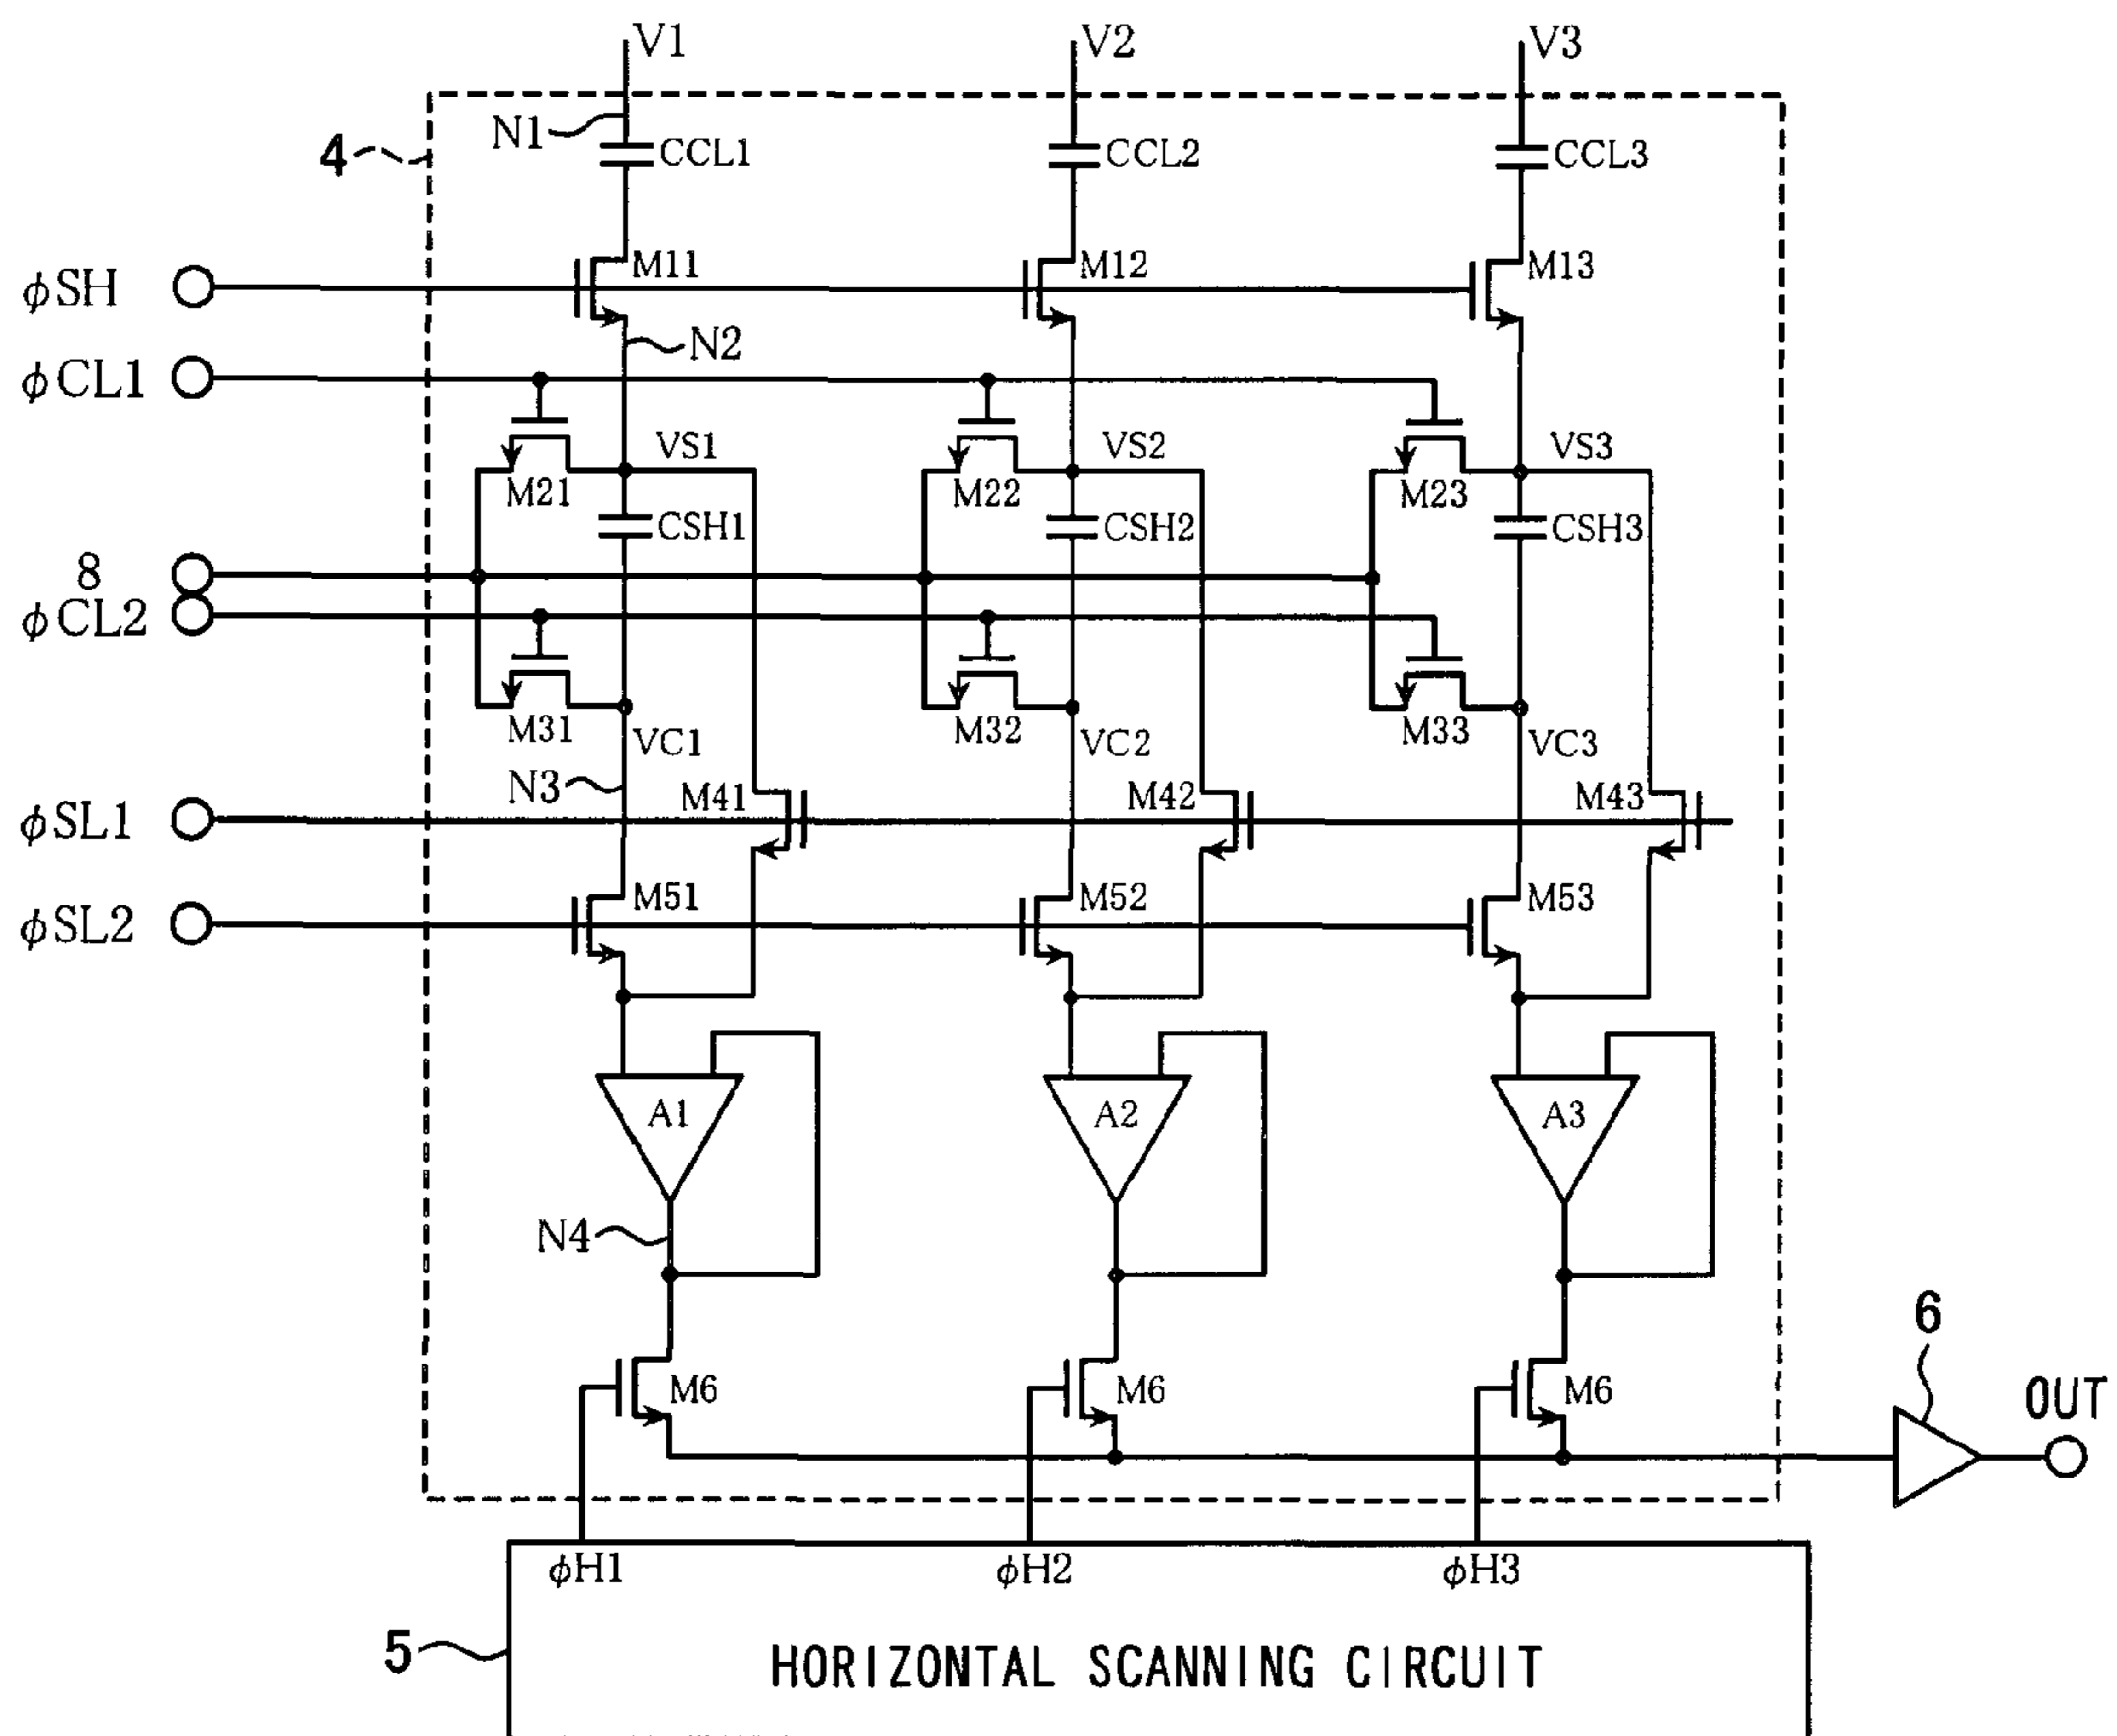 V1 V2 V3
N1
4
CCL1 CCL2 CCL3
φSH
M11 M12 M13
N2
φCL1
VS1 VS2 VS3
M21 M22 M23
CSH1 CSH2 CSH3
8
φCL2
M31 M32 M33
VC1 VC2 VC3
N3
M41 M42 M43
φSL1
M51 M52 M53
φSL2
A1 A2 A3
N4
6
M6 M6 M6
OUT
φH1 φH2 φH3
5
HORIZONTAL SCANNING CIRCUIT